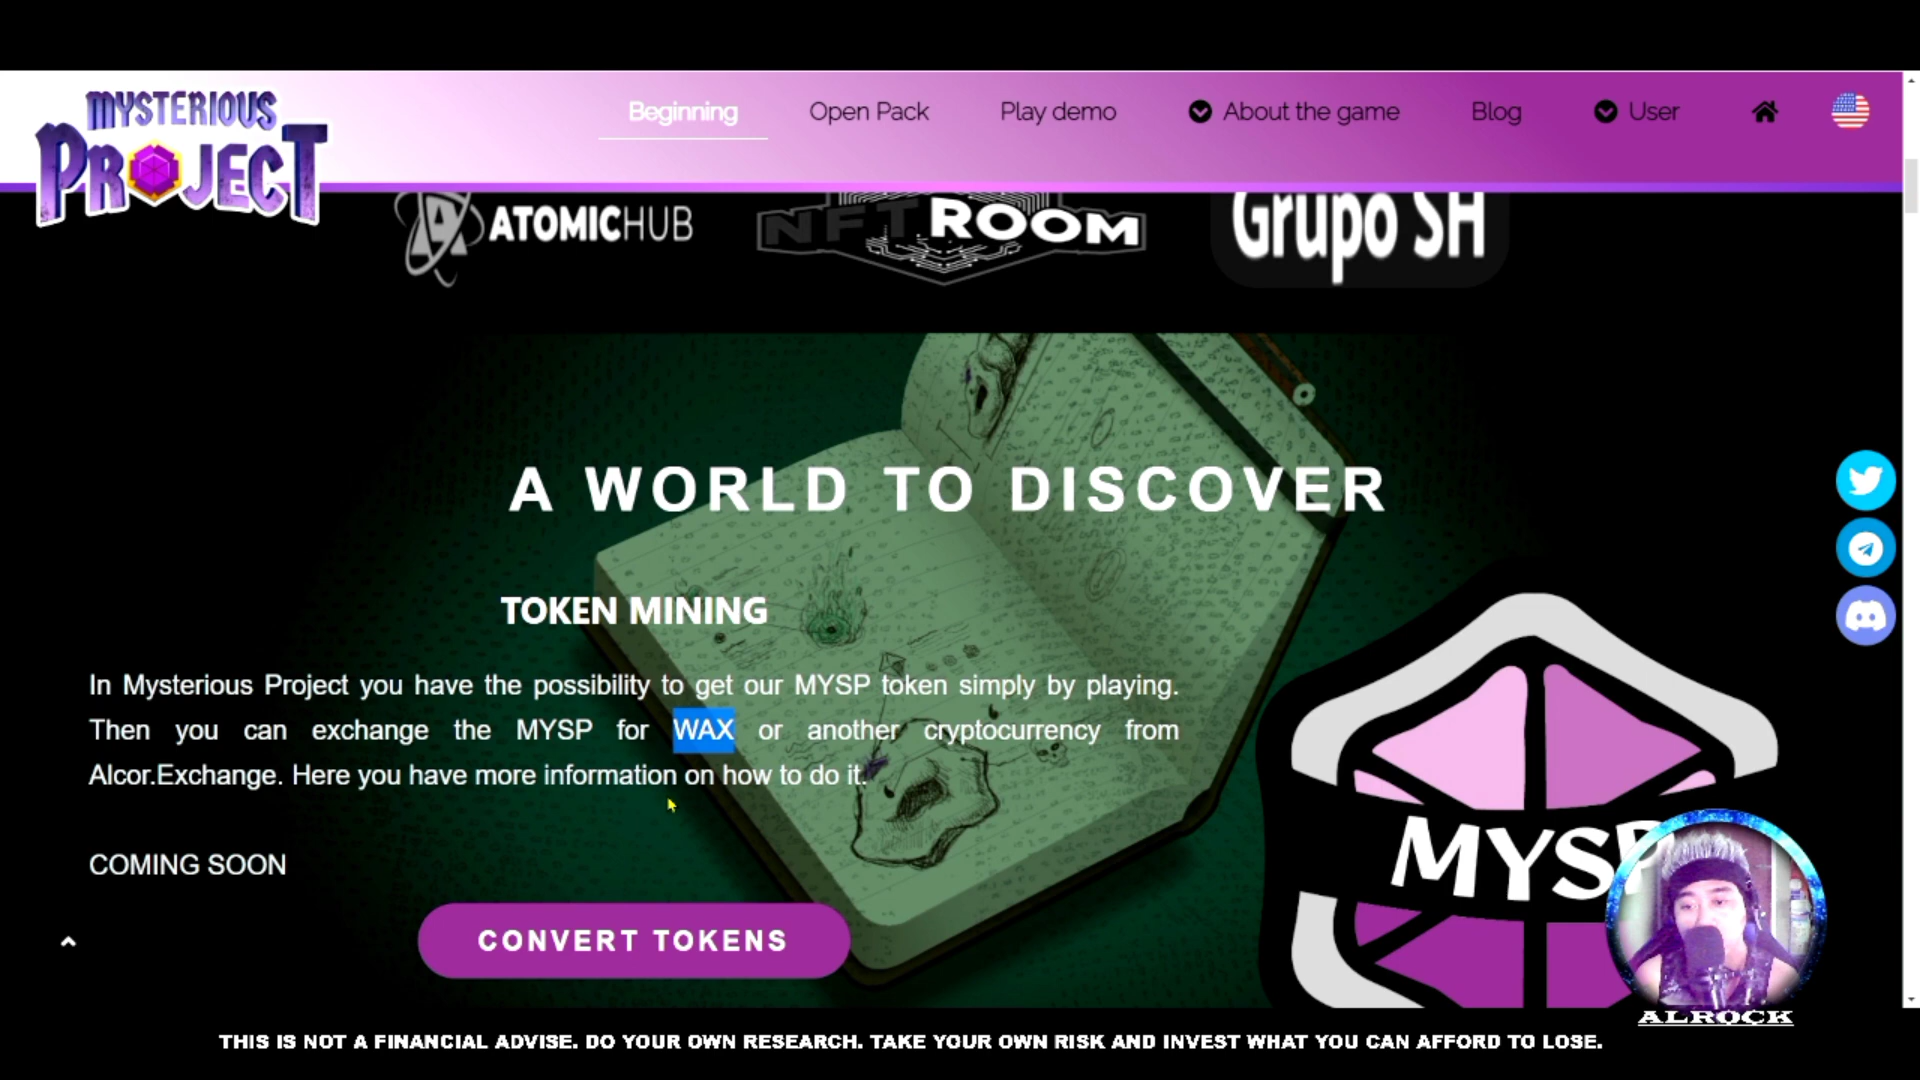 MYSTERIOUS
PROJECT
Beginning
Open Pack
Play demo
About the game
Blog
User
ATOMICHUB
NFT ROOM
Grupo SH
A WORLD TO DISCOVER
TOKEN MINING
In Mysterious Project you have the possibility to get our MYSP token simply by playing.
Then you can exchange the MYSP for WAX or another cryptocurrency from
Alcor.Exchange. Here you have more information on how to do it.
COMING SOON
CONVERT TOKENS
MYSP
ALROCK
THIS IS NOT A FINANCIAL ADVISE. DO YOUR OWN RESEARCH. TAKE YOUR OWN RISK AND INVEST WHAT YOU CAN AFFORD TO LOSE.